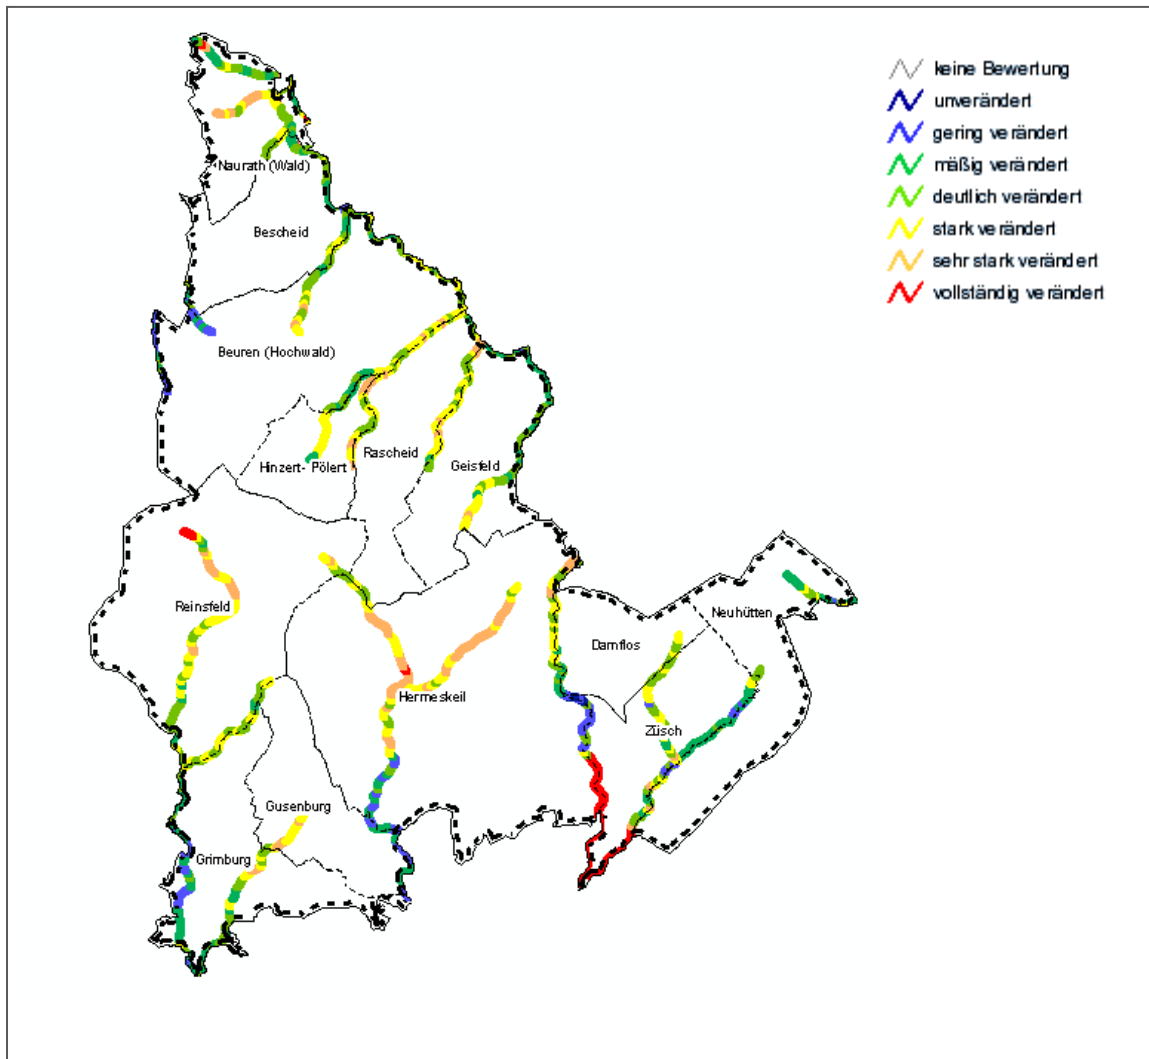 keine Bewertung
unverändert
gering verändert
mäßig verändert
deutlich verändert
stark verändert
sehr stark verändert
vollständig verändert
Naurath (Wald)
Bescheid
Beuren (Hochwald)
Hinzert- Pölert
Rascheid
Geisfeld
Reinsfeld
Neuhütten
Damflos
Hermeskeil
Züsch
Gusenburg
Grimburg